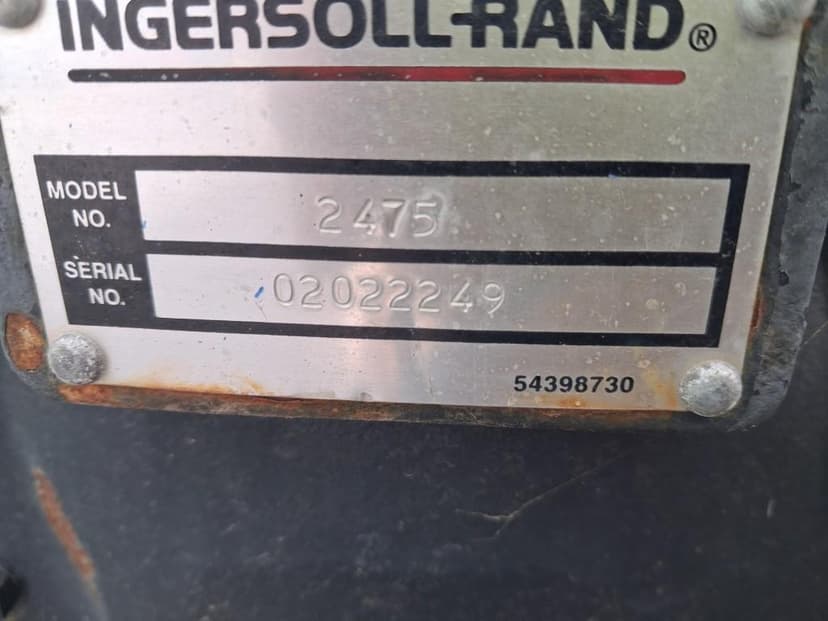 INGERSOLL-RAND®
MODEL NO. 2475
SERIAL NO. 02022249
54398730